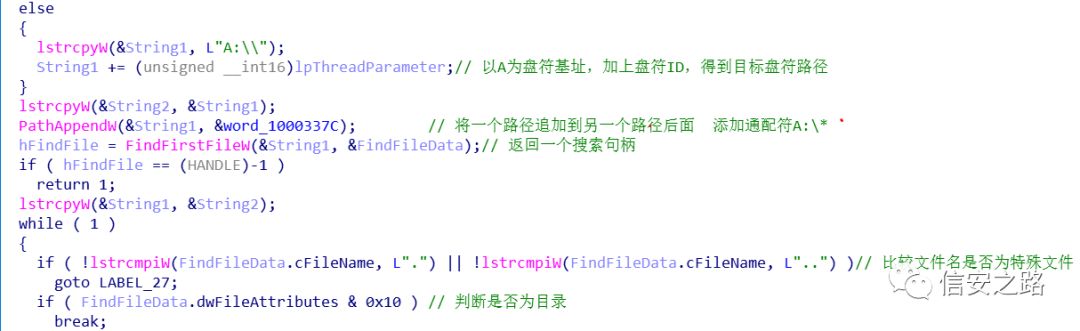 else
{
lstrcpyW(&String1, L"A:\\");
String1 += (unsigned __int16)lpThreadParameter;// 以A为盘符基址，加上盘符ID，得到目标盘符路径
}
lstrcpyW(&String2, &String1);
PathAppendW(&String1, &word_1000337C); // 将一个路径追加到另一个路径后面 添加通配符A:\*
hFindFile = FindFirstFileW(&String1, &FindFileData);// 返回一个搜索句柄
if ( hFindFile == (HANDLE)-1 )
return 1;
lstrcpyW(&String1, &String2);
while ( 1 )
{
if ( !lstrcmpiW(FindFileData.cFileName, L".") || !lstrcmpiW(FindFileData.cFileName, L"..") )// 比较文件名是否为特殊文件
goto LABEL_27;
if ( FindFileData.dwFileAttributes & 0x10 ) // 判断是否为目录
break;
信安之路